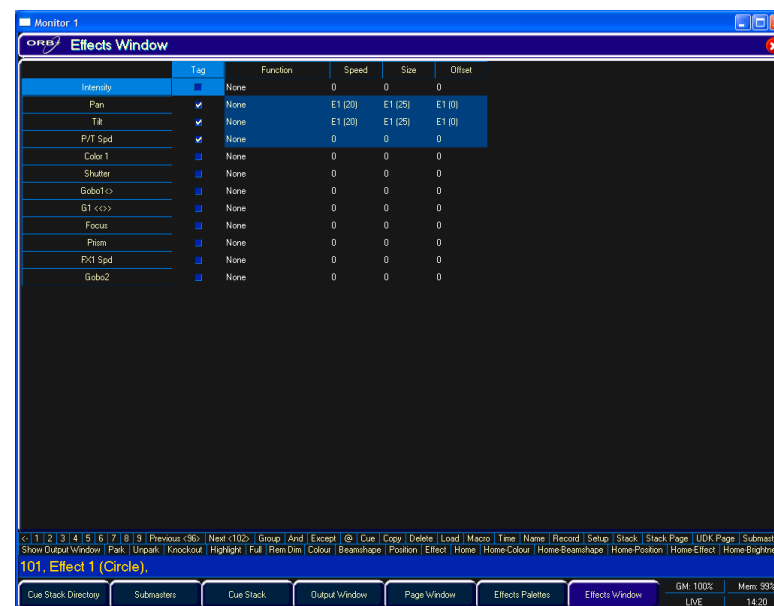 Monitor 1
ORB Effects Window
Tag Function Speed Size Offset
Intensity None 0 0 0
Pan None E1 (20) E1 (25) E1 (0)
Tilt None E1 (20) E1 (25) E1 (0)
P/T Spd None 0 0 0
Color 1 None 0 0 0
Shutter None 0 0 0
Gobo1<> None 0 0 0
G1 <<>> None 0 0 0
Focus None 0 0 0
Prism None 0 0 0
FX1 Spd None 0 0 0
Gobo2 None 0 0 0
<- 1 2 3 4 5 6 7 8 9 Previous <96> Next <102> Group And Except @ Cue Copy Delete Load Macro Time Name Record Setup Stack Stack Page UDK Page Submast
Show Output Window Park Unpark Knockout Highlight Full Rem Dim Colour Beamshape Position Effect Home Home-Colour Home-Beamshape Home-Position Home-Effect Home-Brightne
101, Effect 1 (Circle),
Cue Stack Directory Submasters Cue Stack Output Window Page Window Effects Palettes Effects Window GM: 100% Mem: 99%
LIVE 14:20